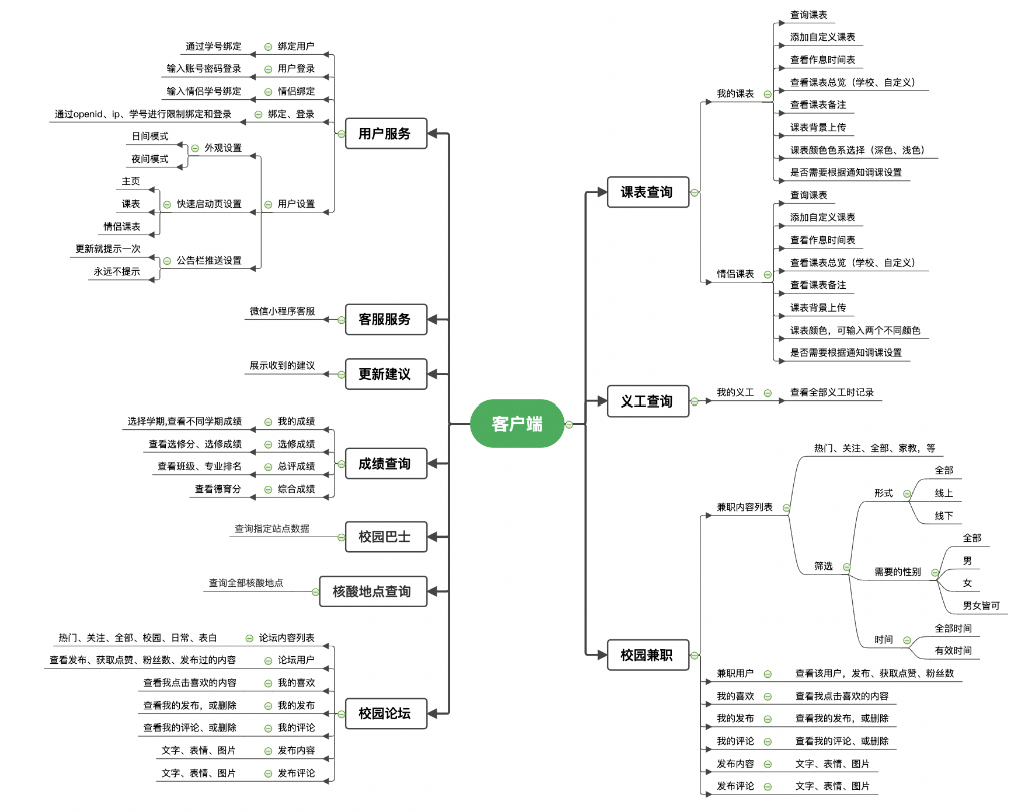 客户端
用户服务
绑定用户
通过学号绑定
用户登录
输入账号密码登录
情侣绑定
输入情侣学号绑定
绑定、登录
通过openid、ip、学号进行限制绑定和登录
用户设置
外观设置
日间模式
夜间模式
快速启动页设置
主页
课表
情侣课表
公告栏推送设置
更新就提示一次
永远不提示
客服服务
微信小程序客服
更新建议
展示收到的建议
成绩查询
我的成绩
选择学期,查看不同学期成绩
选修成绩
查看选修分、选修成绩
总评成绩
查看班级、专业排名
综合成绩
查看德育分
校园巴士
查询指定站点数据
核酸地点查询
查询全部核酸地点
校园论坛
论坛内容列表
热门、关注、全部、校园、日常、表白
论坛用户
查看发布、获取点赞、粉丝数、发布过的内容
我的喜欢
查看我点击喜欢的内容
我的发布
查看我的发布，或删除
我的评论
查看我的评论、或删除
发布内容
文字、表情、图片
发布评论
文字、表情、图片
课表查询
我的课表
查询课表
添加自定义课表
查看作息时间表
查看课表总览（学校、自定义）
查看课表备注
课表背景上传
课表颜色色系选择（深色、浅色）
是否需要根据通知调课设置
情侣课表
查询课表
添加自定义课表
查看作息时间表
查看课表总览（学校、自定义）
查看课表备注
课表背景上传
课表颜色，可输入两个不同颜色
是否需要根据通知调课设置
义工查询
我的义工
查看全部义工时记录
校园兼职
兼职内容列表
热门、关注、全部、家教，等
筛选
形式
全部
线上
线下
需要的性别
全部
男
女
男女皆可
时间
全部时间
有效时间
兼职用户
查看该用户，发布、获取点赞、粉丝数
我的喜欢
查看我点击喜欢的内容
我的发布
查看我的发布，或删除
我的评论
查看我的评论、或删除
发布内容
文字、表情、图片
发布评论
文字、表情、图片